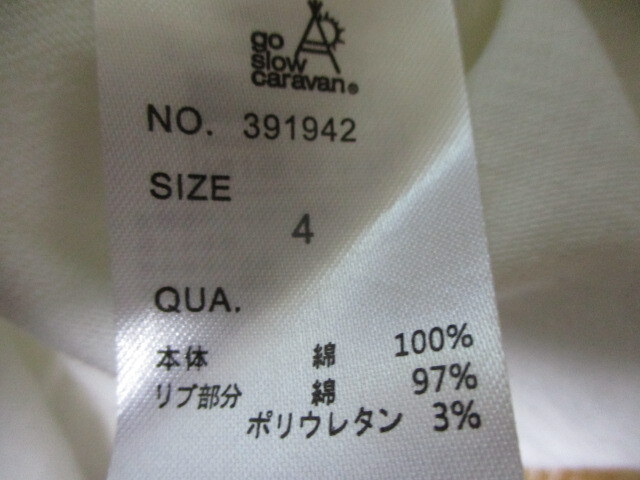 go
slow
caravan®
NO. 391942
SIZE
4
QUA.
本体 綿 100%
リブ部分 綿 97%
ポリウレタン 3%